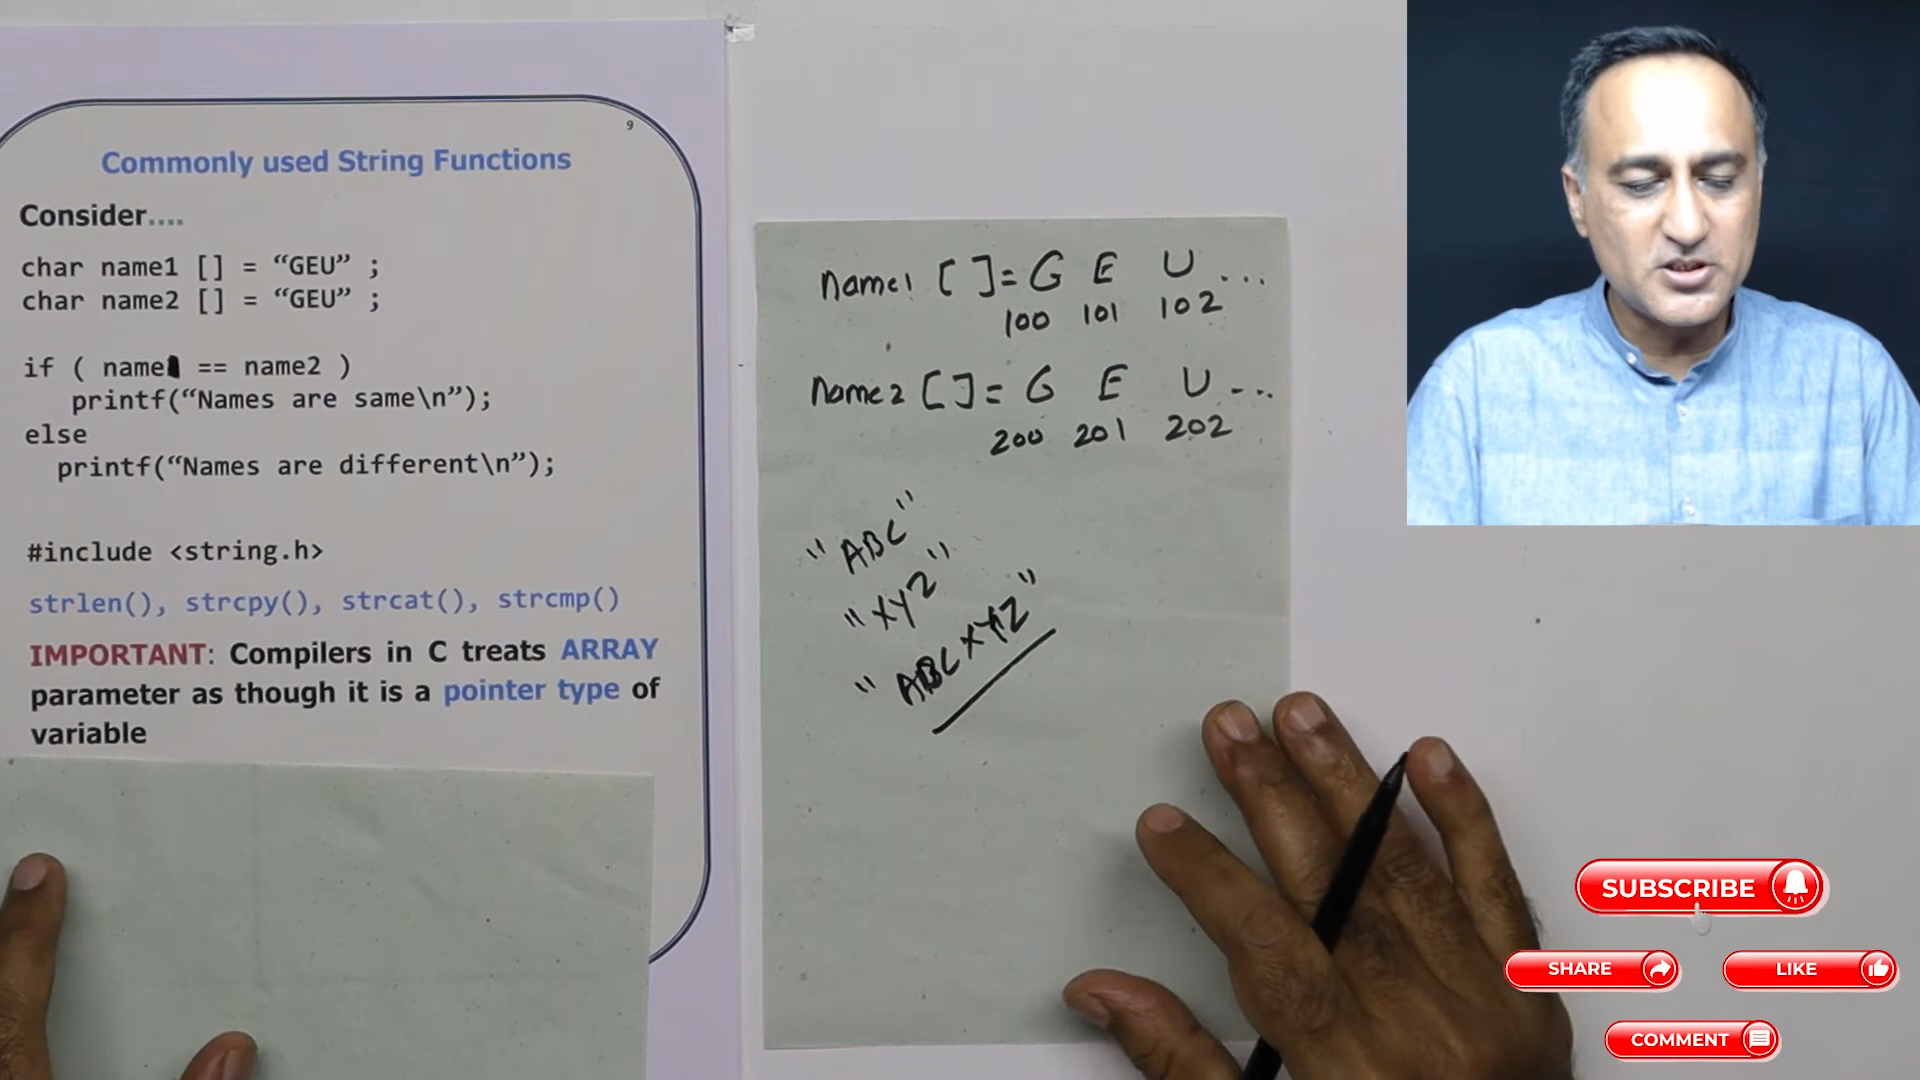 9
Commonly used String Functions
Consider....
char name1 [] = “GEU” ;
char name2 [] = “GEU” ;
if ( name == name2 )
printf(“Names are same\n”);
else
printf(“Names are different\n”);
#include <string.h>
strlen(), strcpy(), strcat(), strcmp()
IMPORTANT: Compilers in C treats ARRAY
parameter as though it is a pointer type of
variable
Name1 [ ]= G E U ...
100 101 102
Name2 [ ]= G E U ...
200 201 202
"ABC"
"XYZ"
"ABCXYZ"
SUBSCRIBE
SHARE
LIKE
COMMENT